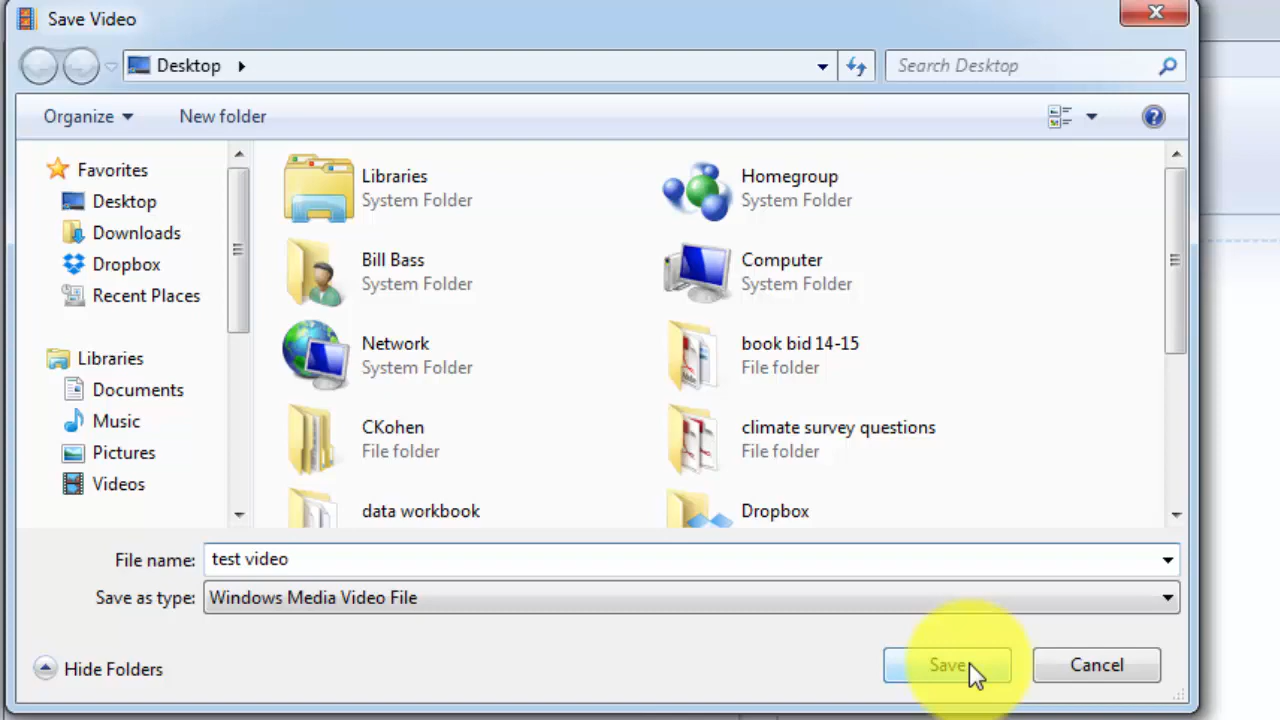 Save Video
Desktop
Search Desktop
Organize
New folder
Favorites
Desktop
Downloads
Dropbox
Recent Places
Libraries
Documents
Music
Pictures
Videos
Libraries
System Folder
Homegroup
System Folder
Bill Bass
System Folder
Computer
System Folder
Network
System Folder
book bid 14-15
File folder
CKohen
File folder
climate survey questions
File folder
data workbook
Dropbox
File name: test video
Save as type: Windows Media Video File
Hide Folders
Save
Cancel